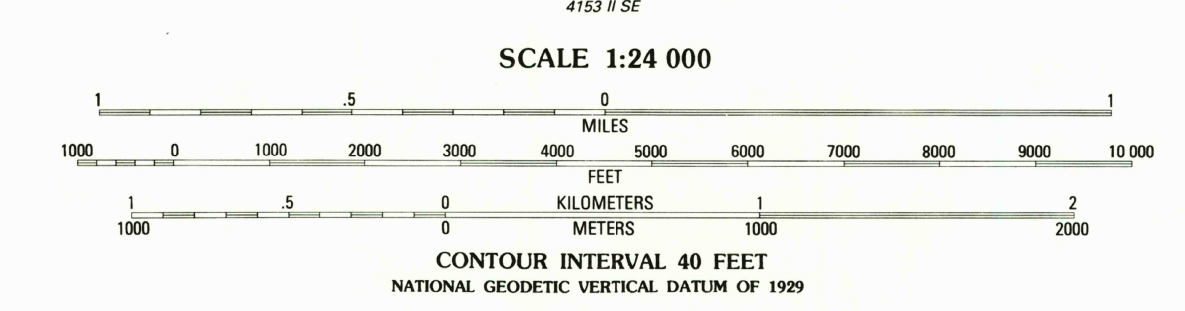 4153 II SE
SCALE 1:24 000
1 .5 0 1
MILES
1000 0 1000 2000 3000 4000 5000 6000 7000 8000 9000 10 000
FEET
1 .5 0 KILOMETERS 1 2
1000 0 METERS 1000 2000
CONTOUR INTERVAL 40 FEET
NATIONAL GEODETIC VERTICAL DATUM OF 1929